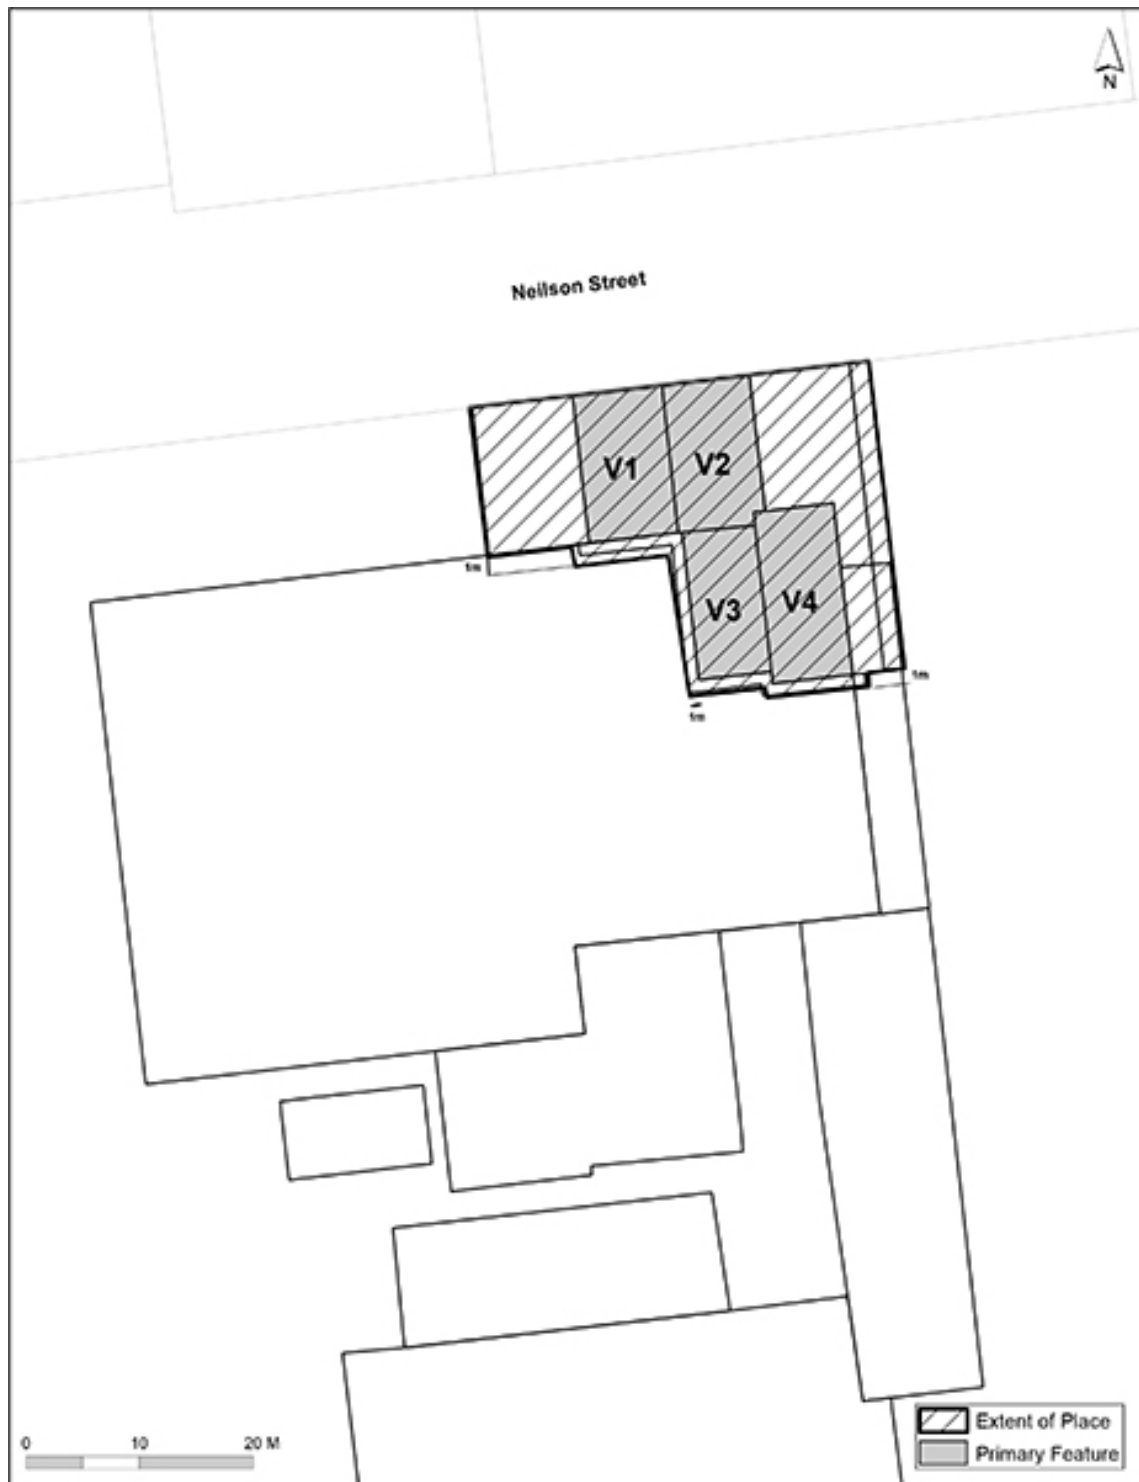 N
Neilson Street
V1
V2
1m
V3
V4
1m
1m
0 10 20 M
Extent of Place
Primary Feature